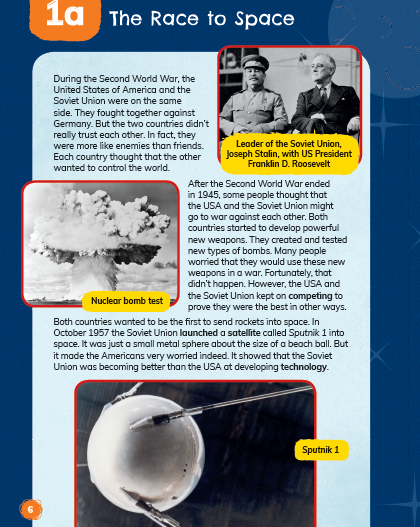 1a
The Race to Space
During the Second World War, the
United States of America and the
Soviet Union were on the same
side. They fought together against
Germany. But the two countries didn't
really trust each other. In fact, they
were more like enemies than friends.
Each country thought that the other
wanted to control the world.
Leader of the Soviet Union,
Joseph Stalin, with US President
Franklin D. Roosevelt
After the Second World War ended
in 1945, some people thought that
the USA and the Soviet Union might
go to war against each other. Both
countries started to develop powerful
new weapons. They created and tested
new types of bombs. Many people
worried that they would use these new
weapons in a war. Fortunately, that
didn't happen. However, the USA and
the Soviet Union kept on competing to
prove they were the best in other ways.
Nuclear bomb test
Both countries wanted to be the first to send rockets into space. In
October 1957 the Soviet Union launched a satellite called Sputnik 1 into
space. It was just a small metal sphere about the size of a beach ball. But
it made the Americans very worried indeed. It showed that the Soviet
Union was becoming better than the USA at developing technology.
Sputnik 1
6